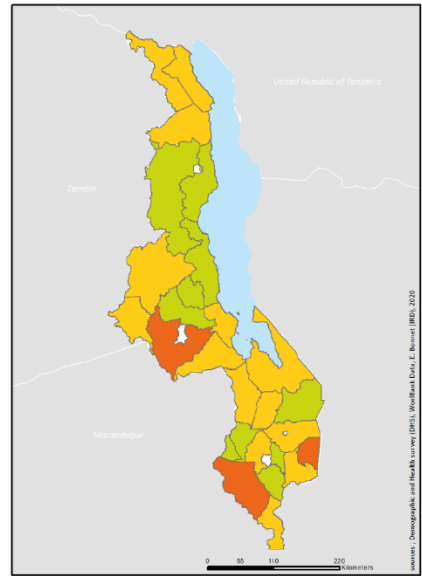 United Republic of Tanzania
Zambia
Mozambique
sources : Demographic and Health survey (DHS), WorlBank Data, E. Bonnet (IRD), 2020
0 55 110 220
Kilometers